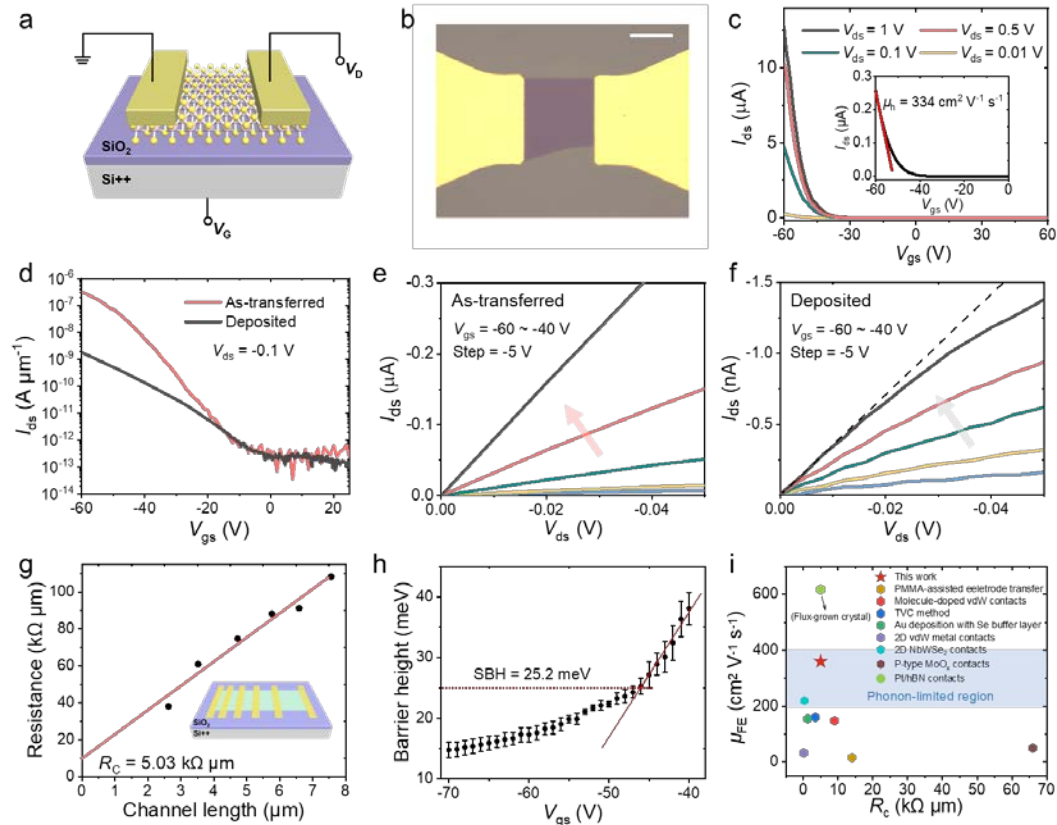 a
V_D
SiO₂
Si++
V_G
b
c
V_ds = 1 V
V_ds = 0.5 V
V_ds = 0.1 V
V_ds = 0.01 V
I_ds (μA)
10
5
0
-60
-30
0
30
60
V_gs (V)
μ_h = 334 cm² V⁻¹ s⁻¹
I_ds (μA)
0.3
0.2
0.1
0.0
-60
-40
-20
0
V_gs (V)
d
As-transferred
Deposited
V_ds = -0.1 V
I_ds (A μm⁻¹)
10⁻⁶
10⁻⁷
10⁻⁸
10⁻⁹
10⁻¹⁰
10⁻¹¹
10⁻¹²
10⁻¹³
10⁻¹⁴
-60
-40
-20
0
20
V_gs (V)
e
As-transferred
V_gs = -60 ~ -40 V
Step = -5 V
I_ds (μA)
-0.3
-0.2
-0.1
0.0
0.00
-0.02
-0.04
V_ds (V)
f
Deposited
V_gs = -60 ~ -40 V
Step = -5 V
I_ds (nA)
-1.5
-1.0
-0.5
0
0.00
-0.02
-0.04
V_ds (V)
g
Resistance (kΩ μm)
100
80
60
40
20
0
0
1
2
3
4
5
6
7
8
SiO₂
Si++
R_C = 5.03 kΩ μm
Channel length (μm)
h
Barrier height (meV)
40
30
20
10
SBH = 25.2 meV
-70
-60
-50
-40
V_gs (V)
i
This work
PMMA-assisted eeletrode transfer
Molecule-doped vdW contacts
TVC method
Au deposition with Se buffer layer
2D vdW metal contacts
2D NbWSe₂ contacts
P-type MoOₓ contacts
Pt/hBN contacts
(Flux-grown crystal)
Phonon-limited region
μ_FE (cm² V⁻¹ s⁻¹)
600
400
200
0
0
10
20
30
40
50
60
70
R_c (kΩ μm)